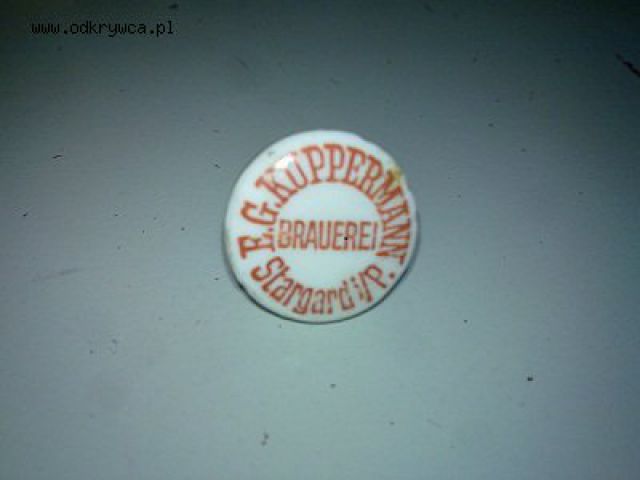 www.odkrywca.pl
E.G. KÜPPERMANN
BRAUEREI
Stargard i/P.